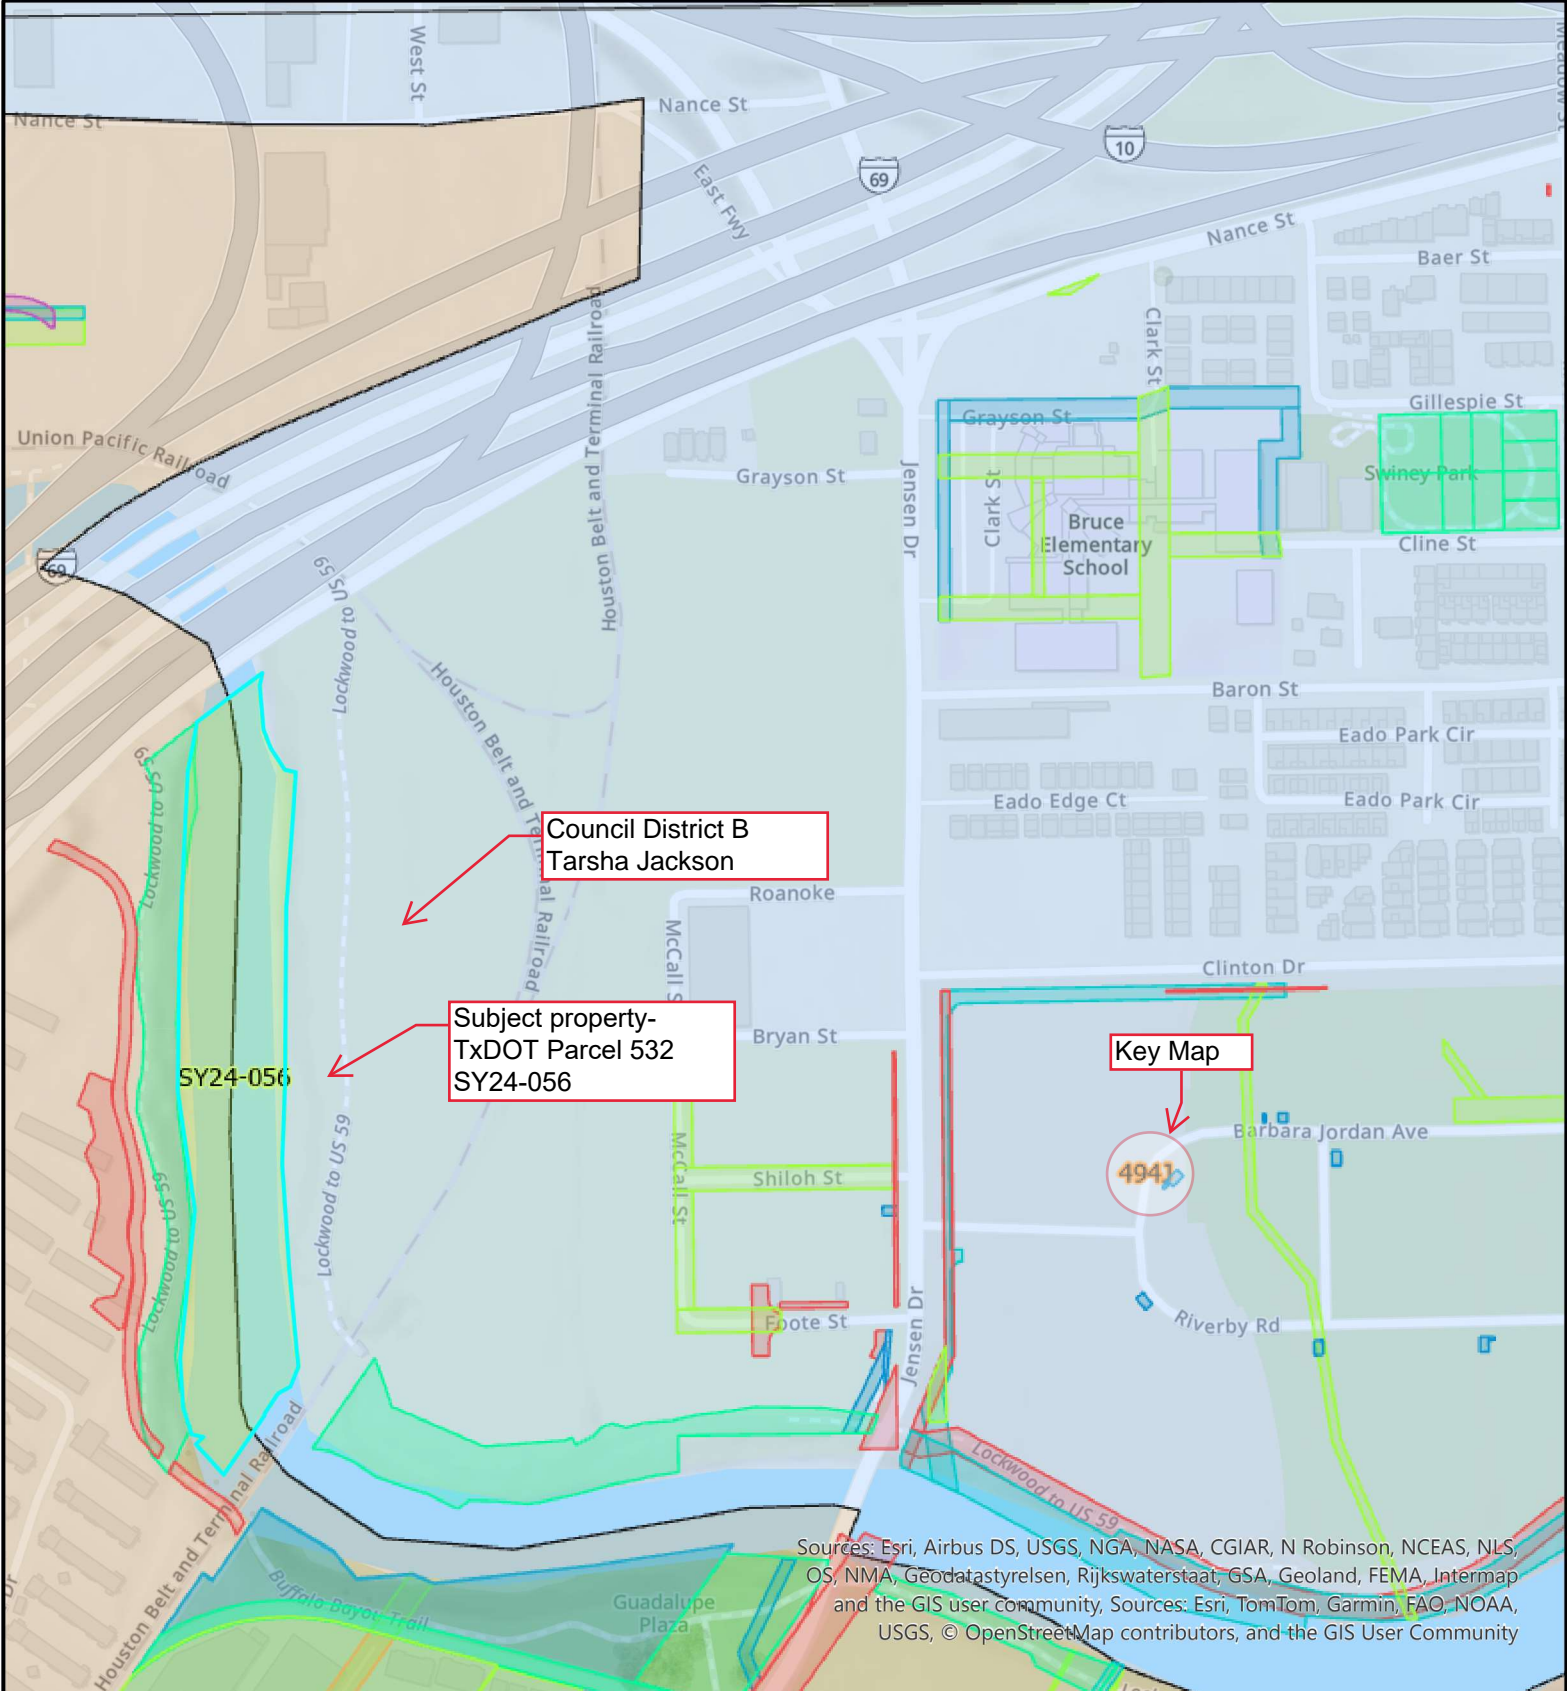 West St
Nance St
Meadow St
Nance St
10
69
East Fwy
Nance St
Baer St
Houston Belt and Terminal Railroad
Clark St
Gillespie St
Union Pacific Railroad
Grayson St
Grayson St
Jensen Dr
Clark St
Swiney Park
Bruce
Elementary
School
Cline St
69
Lockwood to US 59
Houston Belt and Terminal Railroad
Baron St
Eado Park Cir
Lockwood to US 59
Eado Edge Ct
Eado Park Cir
Council District B
Tarsha Jackson
Roanoke
McCall S
Clinton Dr
Subject property-
TxDOT Parcel 532
SY24-056
Bryan St
Key Map
SY24-056
Barbara Jordan Ave
4941
McCall St
Shiloh St
Lockwood to US 59
Lockwood to US 59
Foote St
Jensen Dr
Riverby Rd
Lockwood to US 59
Houston Belt and Terminal Railroad
Dr
Buffalo Bayou Trail
Guadalupe
Plaza
Sources: Esri, Airbus DS, USGS, NGA, NASA, CGIAR, N Robinson, NCEAS, NLS,
OS, NMA, Geodatastyrelsen, Rijkswaterstaat, GSA, Geoland, FEMA, Intermap
and the GIS user community, Sources: Esri, TomTom, Garmin, FAO, NOAA,
USGS, © OpenStreetMap contributors, and the GIS User Community